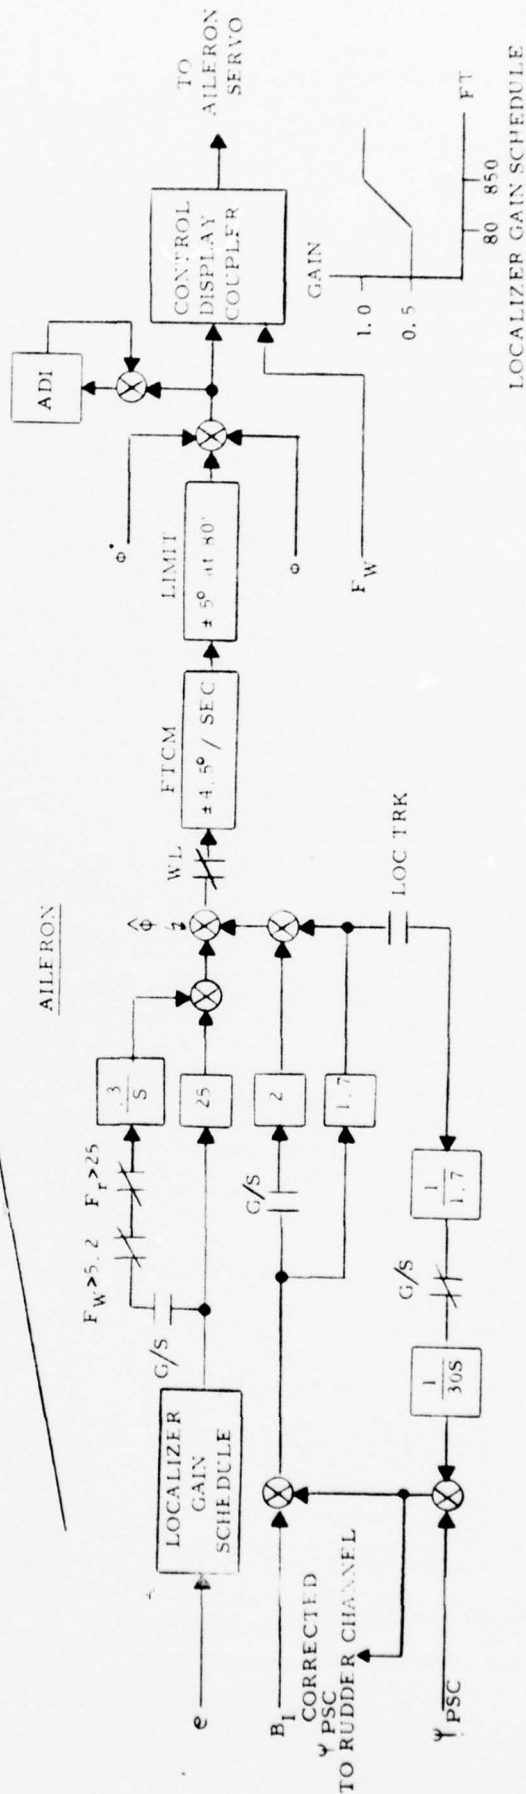 AILERON
e
LOCALIZER
GAIN
SCHEDULE
G/S
F_W>5.2 F_r>25
.3
S
25
Φ̂
WL
FTCM
±4.5° / SEC
LIMIT
± 5° at 80'
Φ
Φ
F_W
ADI
CONTROL
DISPLAY
COUPLER
TO
AILERON
SERVO
B_I
G/S
2
1.7
LOC TRK
CORRECTED
Ψ PSC
TO RUDDER CHANNEL
Ψ PSC
1
30S
G/S
1
1.7
GAIN
1.0
0.5
80
850
FT
LOCALIZER GAIN SCHEDULE